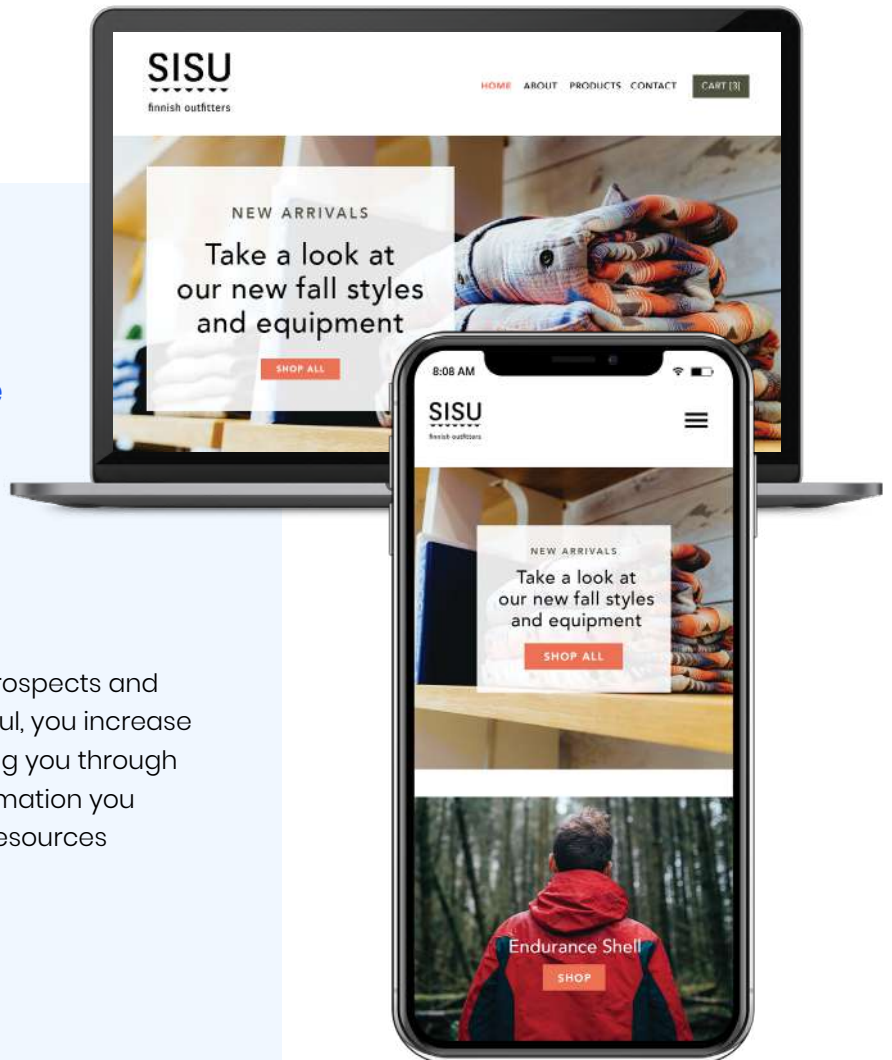 SISU
finnish outfitters
HOME ABOUT PRODUCTS CONTACT CART [3]
NEW ARRIVALS
Take a look at
our new fall styles
and equipment
SHOP ALL
8:08 AM
SISU
finnish outfitters
NEW ARRIVALS
Take a look at
our new fall styles
and equipment
SHOP ALL
Endurance Shell
SHOP
rospects and
ul, you increase
g you through
mation you
esources